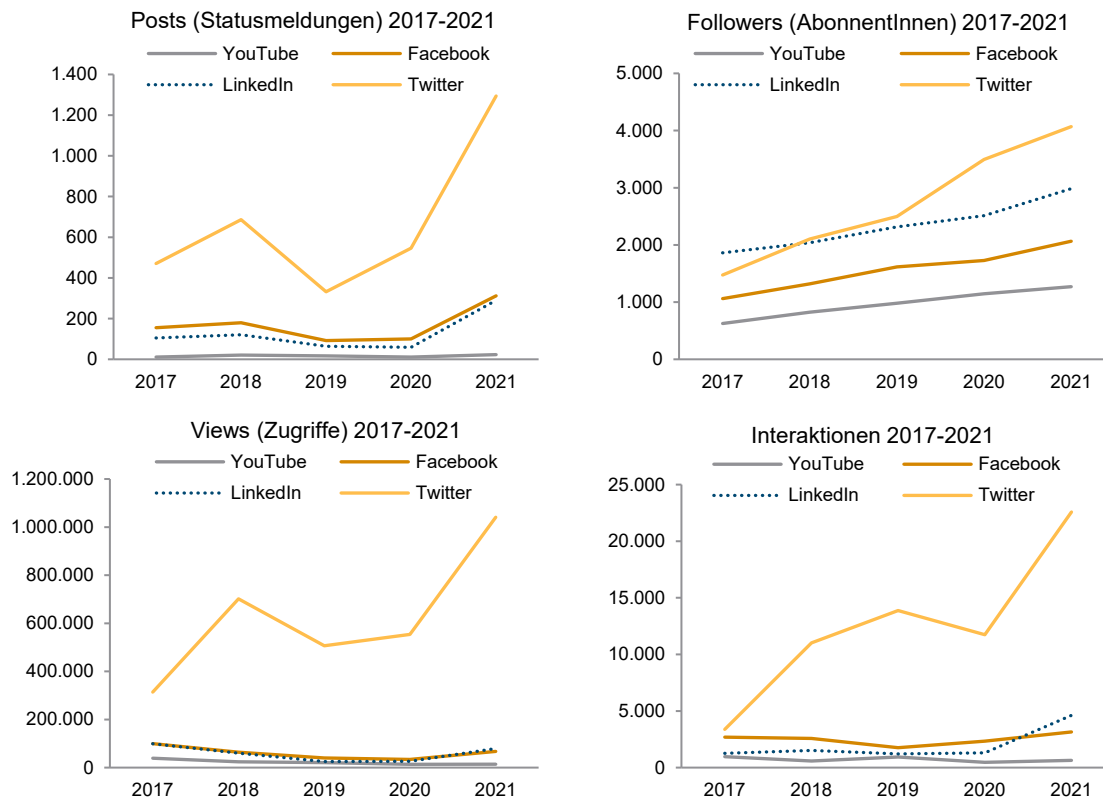 Posts (Statusmeldungen) 2017-2021
YouTube Facebook
LinkedIn Twitter
1.400
1.200
1.000
800
600
400
200
0
2017 2018 2019 2020 2021
Followers (AbonnentInnen) 2017-2021
YouTube Facebook
LinkedIn Twitter
5.000
4.000
3.000
2.000
1.000
0
2017 2018 2019 2020 2021
Views (Zugriffe) 2017-2021
YouTube Facebook
LinkedIn Twitter
1.200.000
1.000.000
800.000
600.000
400.000
200.000
0
2017 2018 2019 2020 2021
Interaktionen 2017-2021
YouTube Facebook
LinkedIn Twitter
25.000
20.000
15.000
10.000
5.000
0
2017 2018 2019 2020 2021